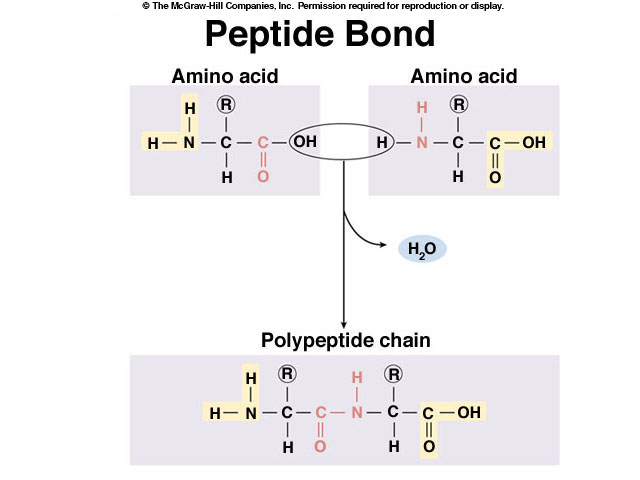 © The McGraw-Hill Companies, Inc. Permission required for reproduction or display.
Peptide Bond
Amino acid Amino acid
H R H R
H — N — C — C — OH H — N — C — C — OH
H O H O
H₂O
Polypeptide chain
H R H R
H — N — C — C — N — C — C — OH
H O H O